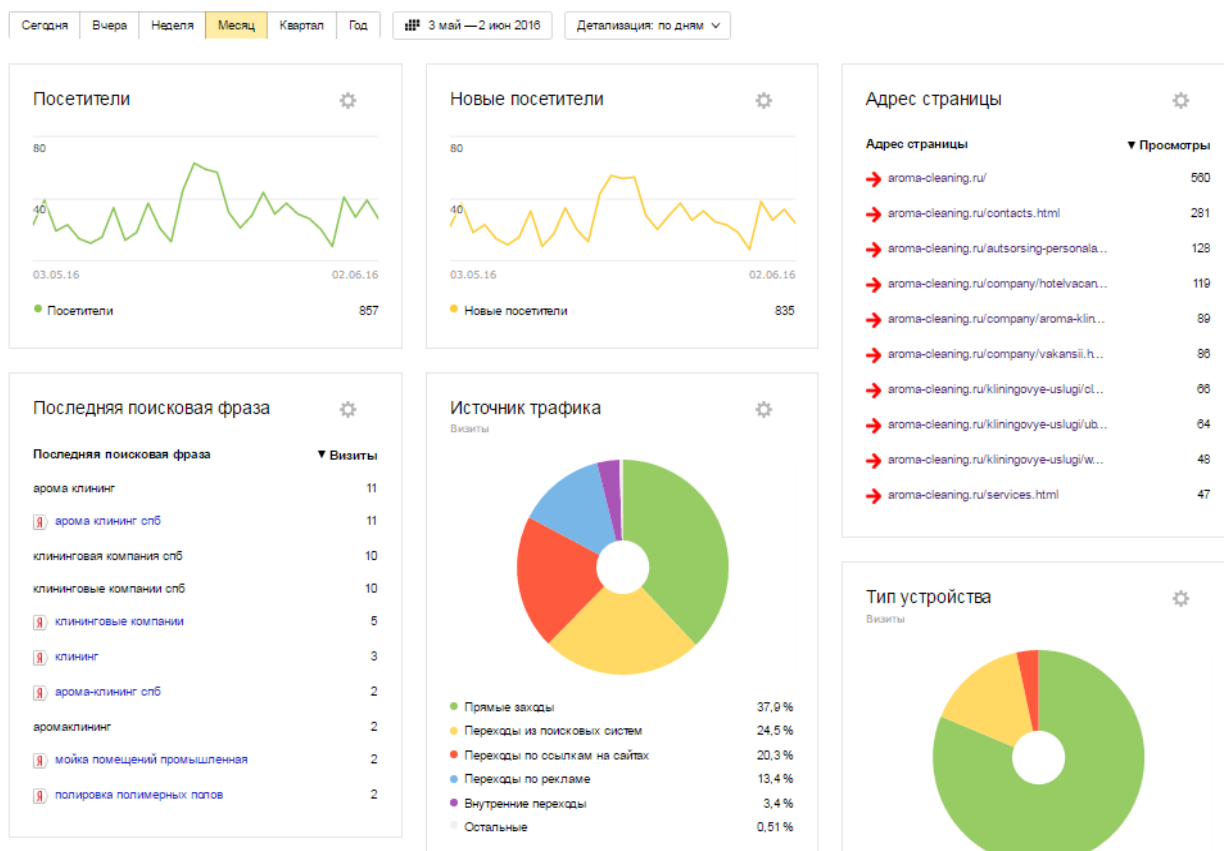 Сегодня Вчера Неделя Месяц Квартал Год 3 май — 2 июн 2016 Детализация: по дням
Посетители
80
40
03.05.16 02.06.16
Посетители 857
Новые посетители
80
40
03.05.16 02.06.16
Новые посетители 835
Адрес страницы
Адрес страницы ▼ Просмотры
aroma-cleaning.ru/ 560
aroma-cleaning.ru/contacts.html 281
aroma-cleaning.ru/autsorsing-personala... 128
aroma-cleaning.ru/company/hotelvacan... 119
aroma-cleaning.ru/company/aroma-klin... 89
aroma-cleaning.ru/company/vakansii.h... 86
aroma-cleaning.ru/kliningovye-uslugi/cl... 66
aroma-cleaning.ru/kliningovye-uslugi/ub... 64
aroma-cleaning.ru/kliningovye-uslugi/w... 48
aroma-cleaning.ru/services.html 47
Последняя поисковая фраза
Последняя поисковая фраза ▼ Визиты
арома клининг 11
Я арома клининг спб 11
клининговая компания спб 10
клининговые компании спб 10
Я клининговые компании 5
Я клининг 3
Я арома-клининг спб 2
аромаклининг 2
Я мойка помещений промышленная 2
Я полировка полимерных полов 2
Источник трафика
Визиты
Прямые заходы 37,9 %
Переходы из поисковых систем 24,5 %
Переходы по ссылкам на сайтах 20,3 %
Переходы по рекламе 13,4 %
Внутренние переходы 3,4 %
Остальные 0,51 %
Тип устройства
Визиты